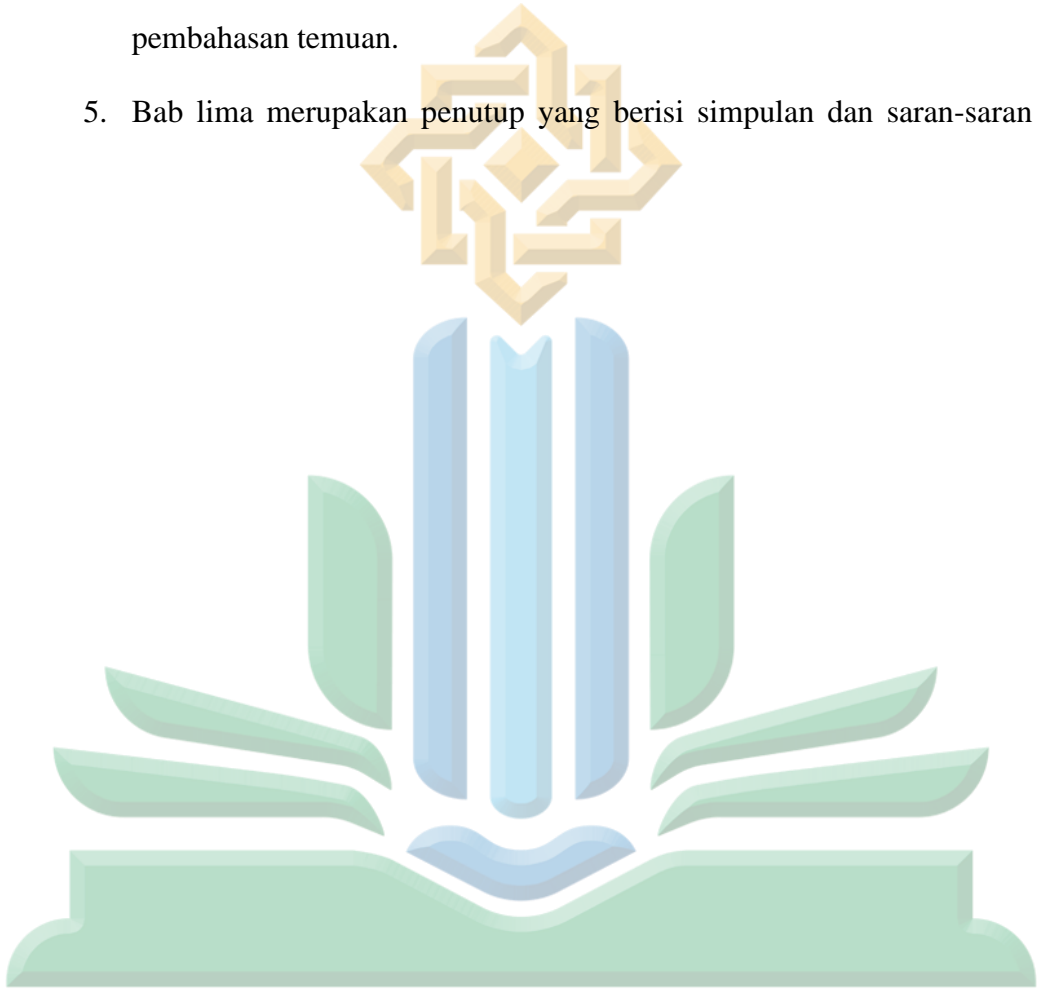 pembahasan temuan.
5. Bab lima merupakan penutup yang berisi simpulan dan saran-saran